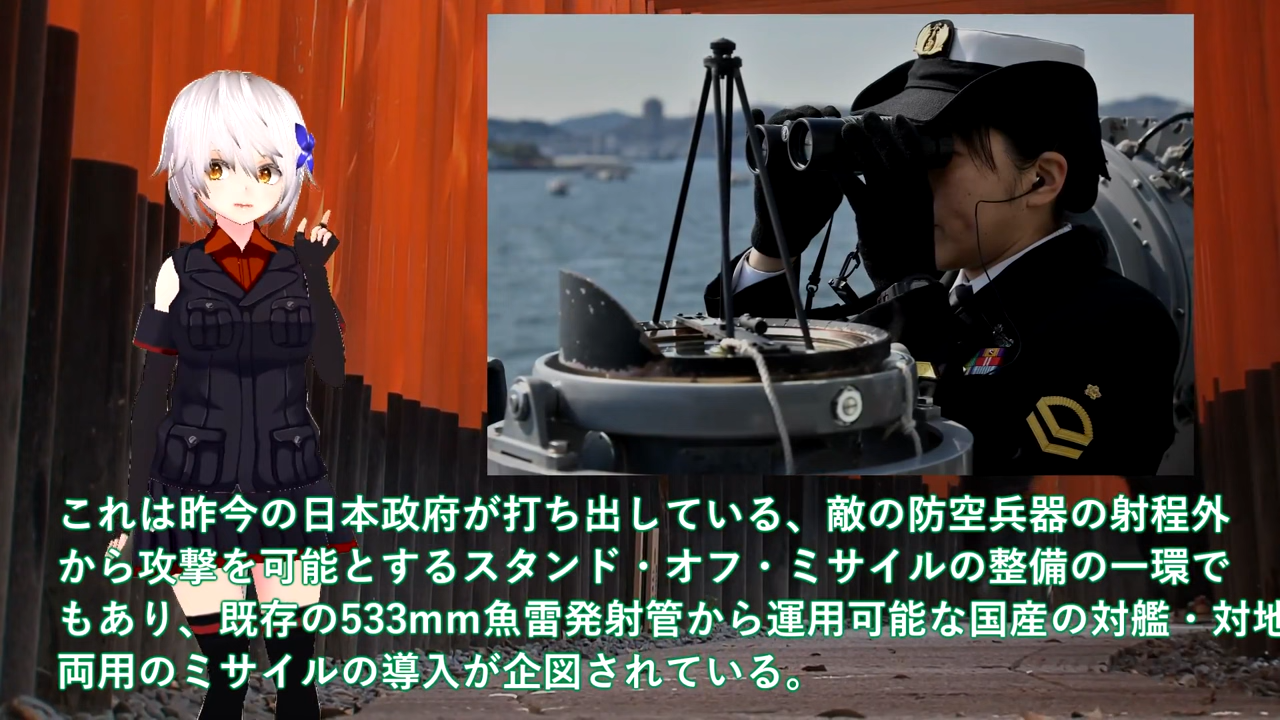 これは昨今の日本政府が打ち出している、敵の防空兵器の射程外
から攻撃を可能とするスタンド・オフ・ミサイルの整備の一環で
もあり、既存の533mm魚雷発射管から運用可能な国産の対艦・対地
両用のミサイルの導入が企図されている。